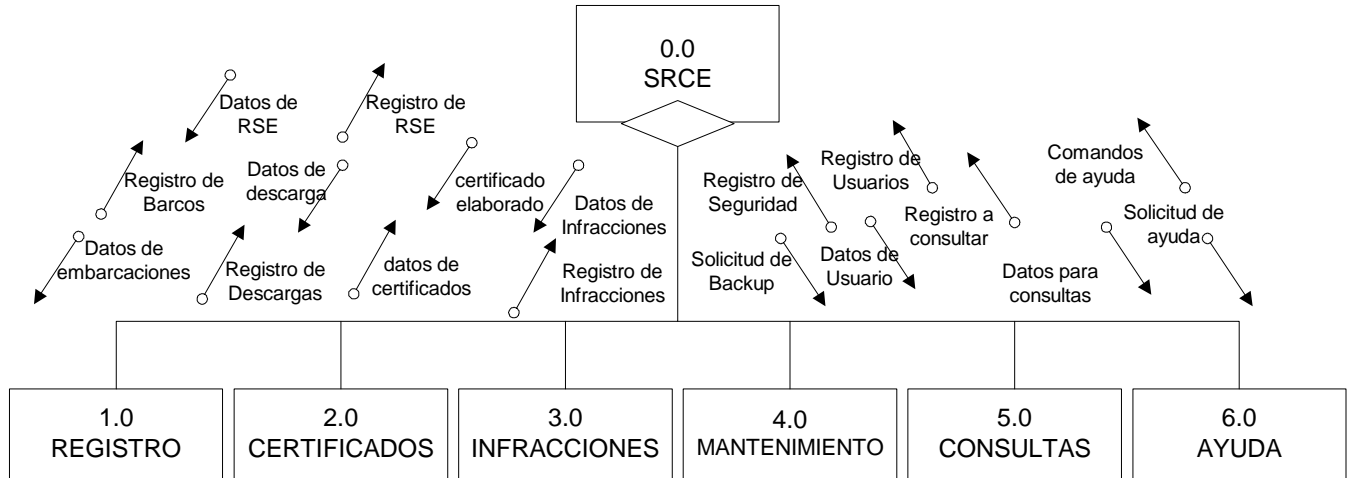 0.0
SRCE
Datos de
RSE
Registro de
RSE
Registro de
Barcos
Datos de
descarga
certificado
elaborado
Datos de
Infracciones
Datos de
embarcaciones
Registro de
Descargas
datos de
certificados
Registro de
Infracciones
Registro de
Seguridad
Registro de
Usuarios
Solicitud de
Backup
Datos de
Usuario
Registro a
consultar
Datos para
consultas
Comandos
de ayuda
Solicitud de
ayuda
1.0
REGISTRO
2.0
CERTIFICADOS
3.0
INFRACCIONES
4.0
MANTENIMIENTO
5.0
CONSULTAS
6.0
AYUDA